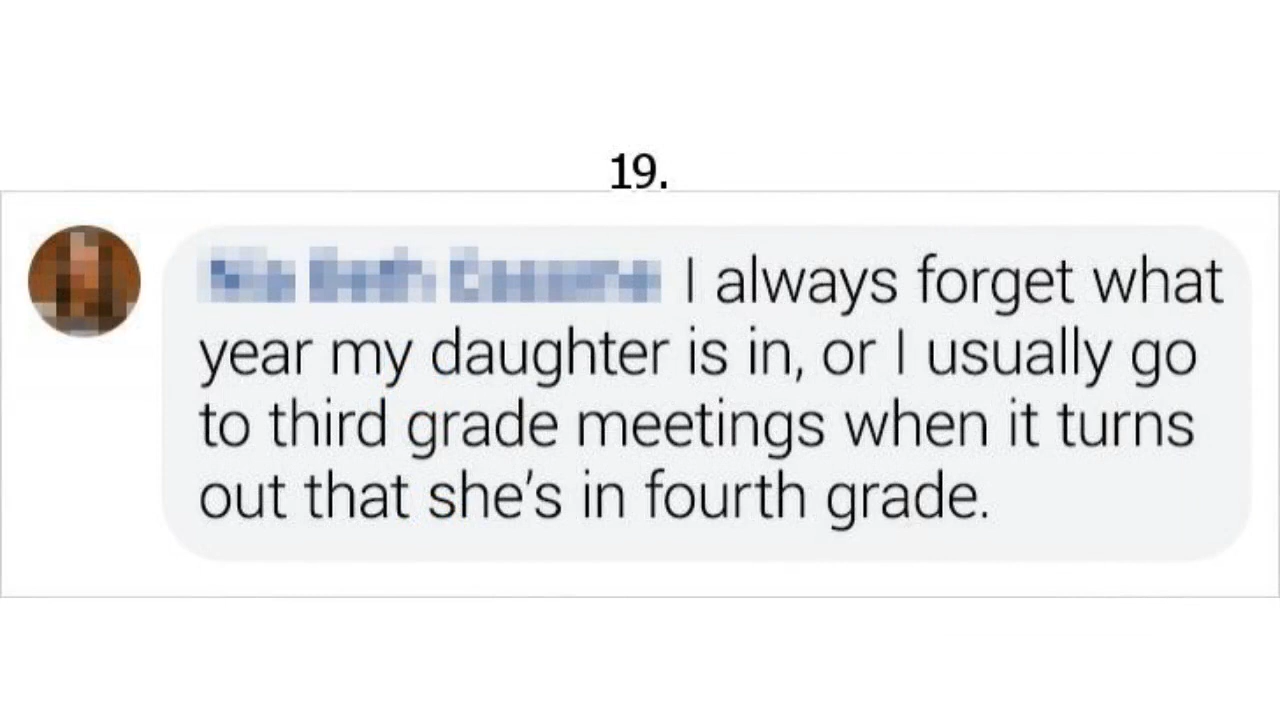 19.
I always forget what
year my daughter is in, or I usually go
to third grade meetings when it turns
out that she's in fourth grade.